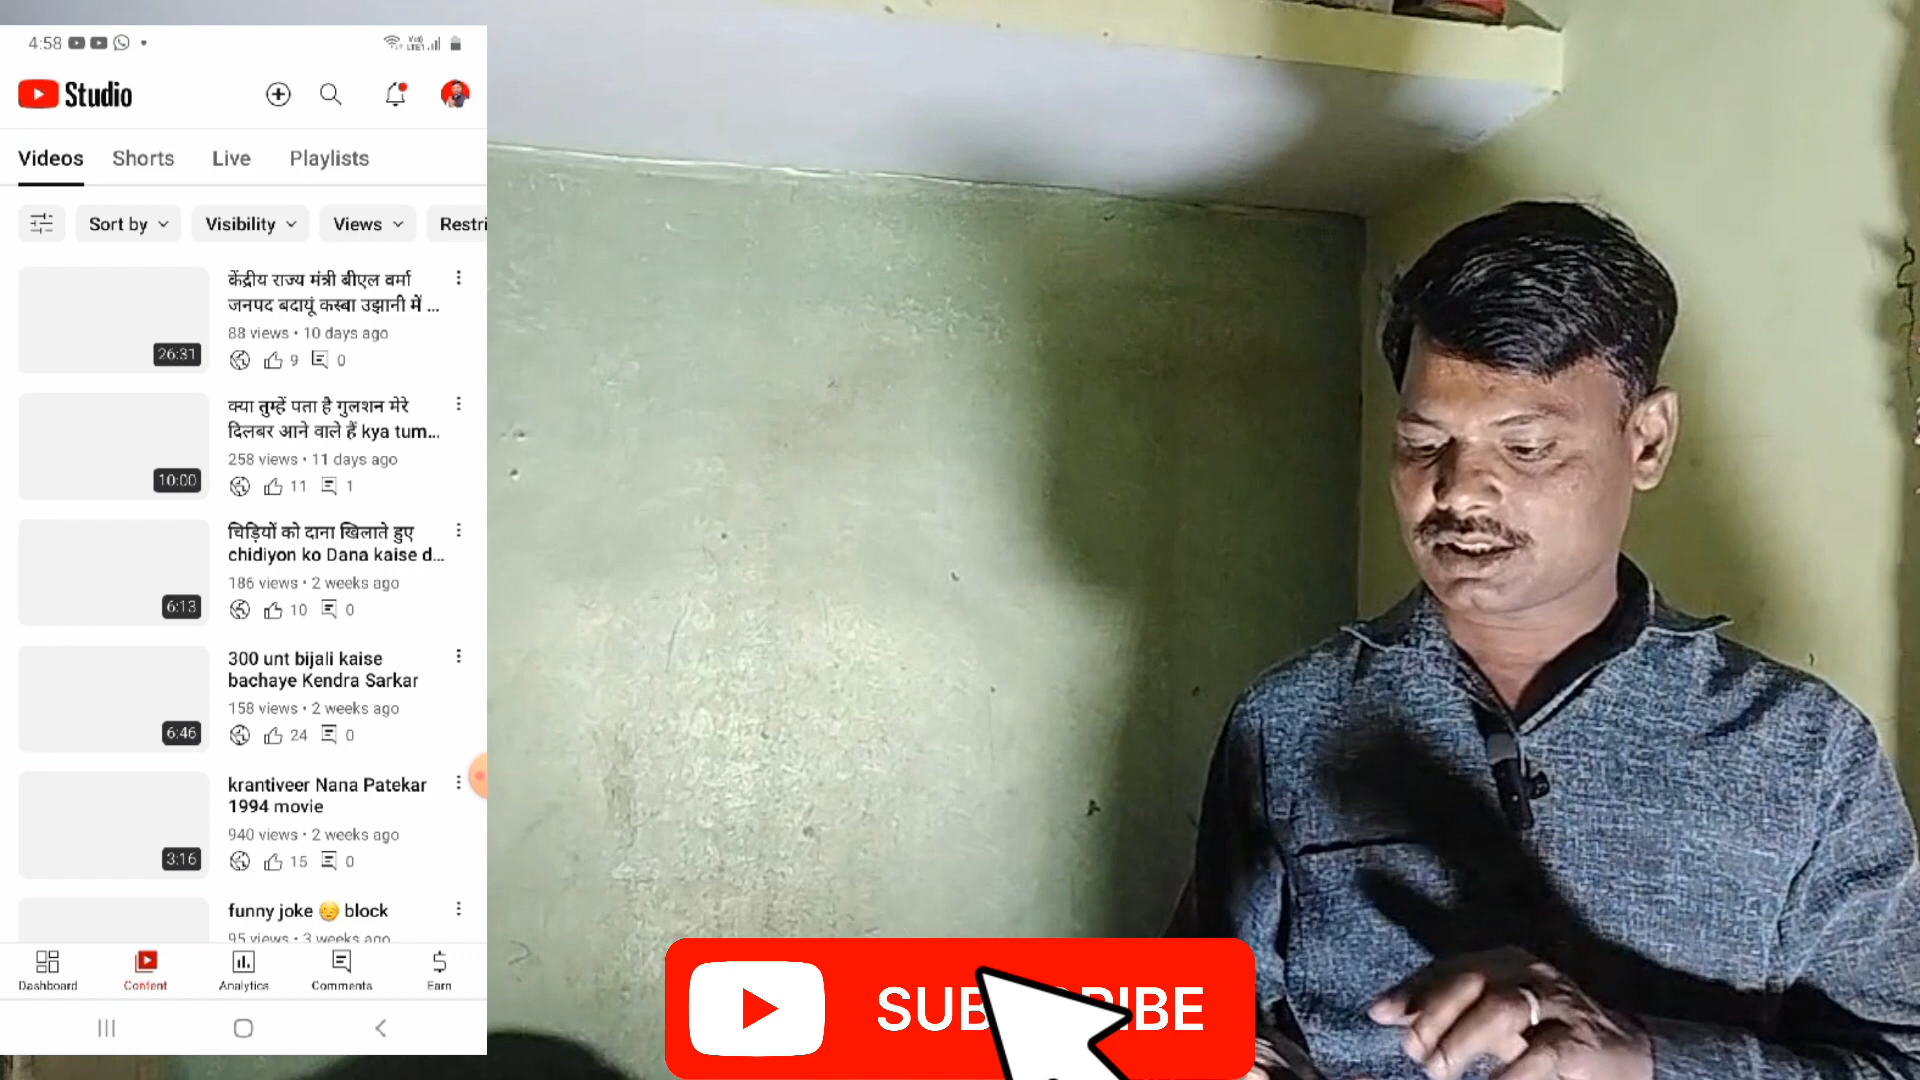 4:58
Studio
Videos Shorts Live Playlists
Sort by Visibility Views Restri
केंद्रीय राज्य मंत्री बीएल वर्मा
जनपद बदायूं कस्बा उझानी में ...
88 views • 10 days ago
26:31
9 0
क्या तुम्हें पता है गुलशन मेरे
दिलबर आने वाले हैं kya tum...
258 views • 11 days ago
10:00
11 1
चिड़ियों को दाना खिलाते हुए
chidiyon ko Dana kaise d...
186 views • 2 weeks ago
6:13
10 0
300 unt bijali kaise
bachaye Kendra Sarkar
158 views • 2 weeks ago
6:46
24 0
krantiveer Nana Patekar
1994 movie
940 views • 2 weeks ago
3:16
15 0
funny joke 😔 block
95 views • 3 weeks ago
Dashboard Content Analytics Comments Earn